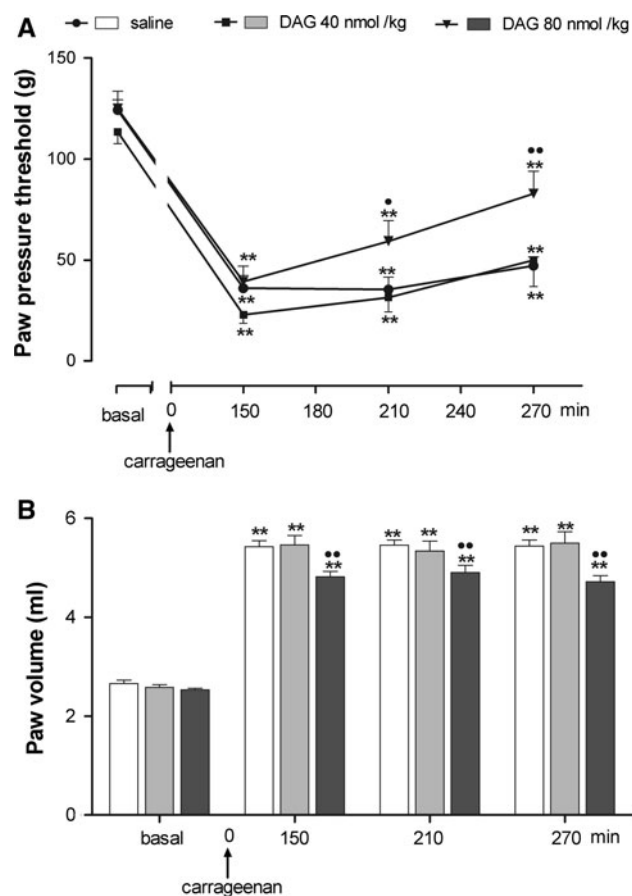 A
saline DAG 40 nmol /kg DAG 80 nmol /kg
Paw pressure threshold (g)
150
100
50
0
•
**
••
**
**
**
**
**
**
**
**
basal 0 150 180 210 240 270 min
carrageenan
B
Paw volume (ml)
6
4
2
0
** ** •• ** ** ** •• ** ** ** •• **
basal 0 150 210 270 min
carrageenan